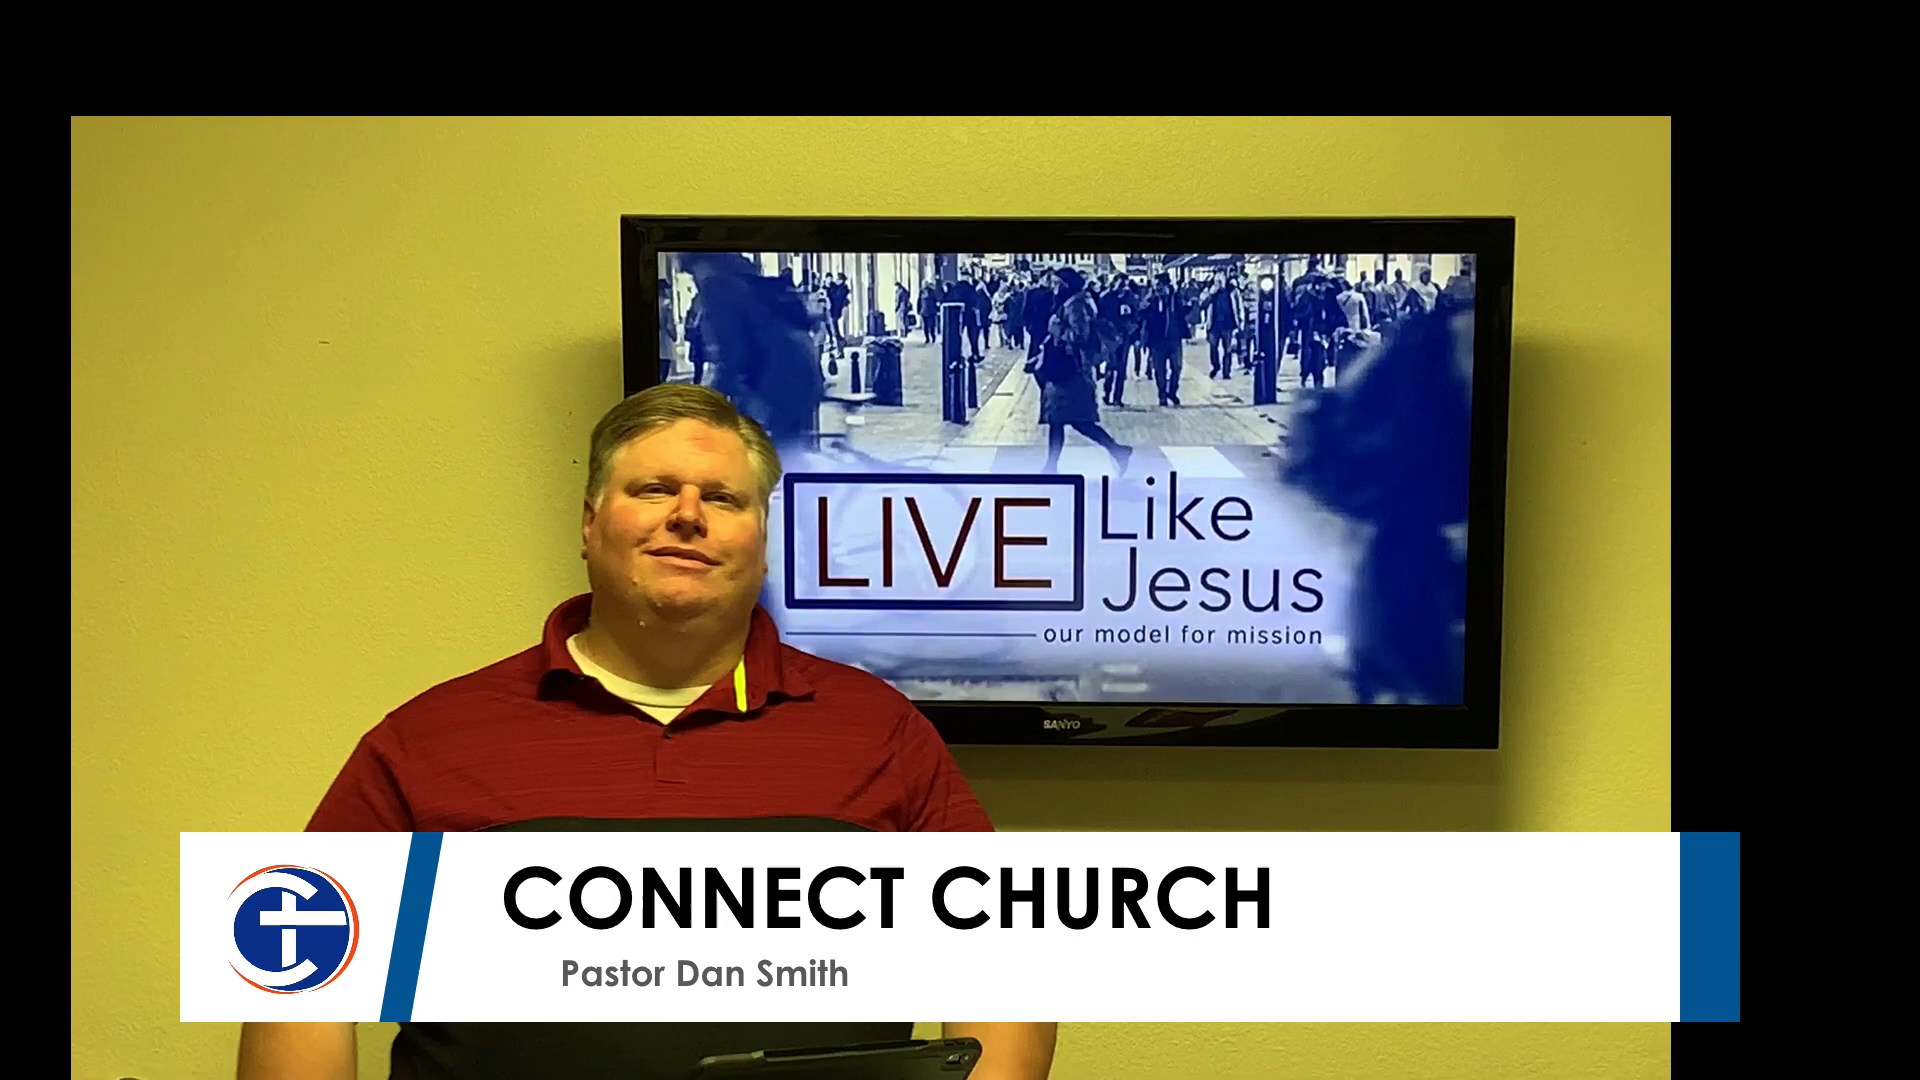 LIVE
Like
Jesus
our model for mission
SANYO
CONNECT CHURCH
Pastor Dan Smith